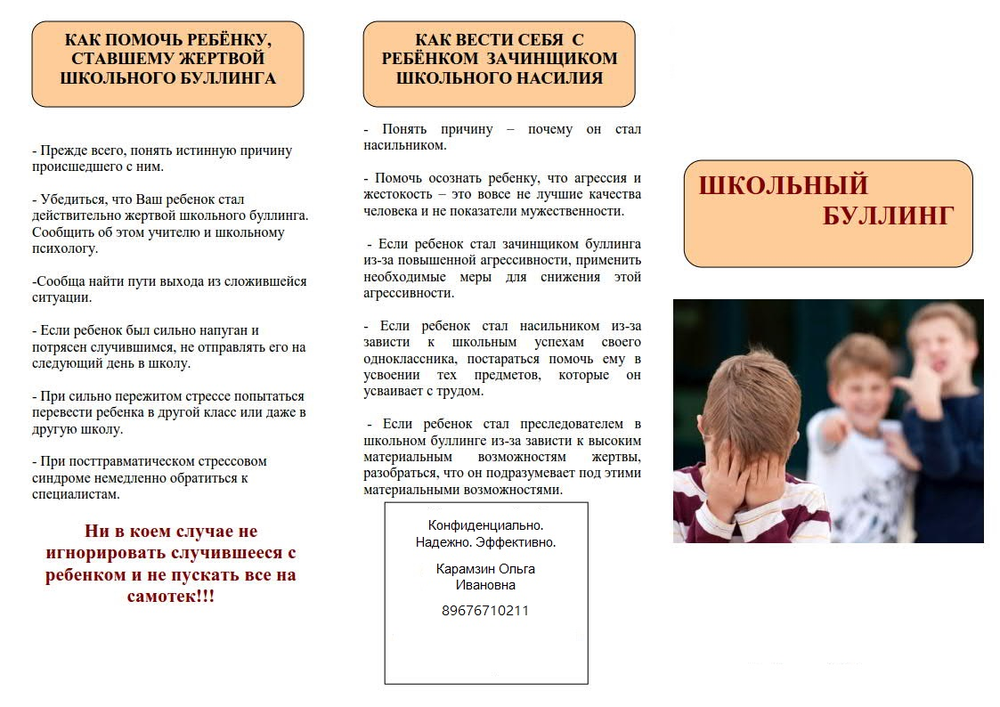 КАК ПОМОЧЬ РЕБЁНКУ,
СТАВШЕМУ ЖЕРТВОЙ
ШКОЛЬНОГО БУЛЛИНГА
- Прежде всего, понять истинную причину
происшедшего с ним.
- Убедиться, что Ваш ребенок стал
действительно жертвой школьного буллинга.
Сообщить об этом учителю и школьному
психологу.
-Сообща найти пути выхода из сложившейся
ситуации.
- Если ребенок был сильно напуган и
потрясен случившимся, не отправлять его на
следующий день в школу.
- При сильно пережитом стрессе попытаться
перевести ребенка в другой класс или даже в
другую школу.
- При посттравматическом стрессовом
синдроме немедленно обратиться к
специалистам.
Ни в коем случае не
игнорировать случившееся с
ребенком и не пускать все на
самотек!!!
КАК ВЕСТИ СЕБЯ С
РЕБЁНКОМ ЗАЧИНЩИКОМ
ШКОЛЬНОГО НАСИЛИЯ
- Понять причину – почему он стал
насильником.
- Помочь осознать ребенку, что агрессия и
жестокость – это вовсе не лучшие качества
человека и не показатели мужественности.
- Если ребенок стал зачинщиком буллинга
из-за повышенной агрессивности, применить
необходимые меры для снижения этой
агрессивности.
- Если ребенок стал насильником из-за
зависти к школьным успехам своего
одноклассника, постараться помочь ему в
усвоении тех предметов, которые он
усваивает с трудом.
- Если ребенок стал преследователем в
школьном буллинге из-за зависти к высоким
материальным возможностям жертвы,
разобраться, что он подразумевает под этими
материальными возможностями.
Конфиденциально.
Надежно. Эффективно.
Карамзин Ольга
Ивановна
89676710211
ШКОЛЬНЫЙ
БУЛЛИНГ